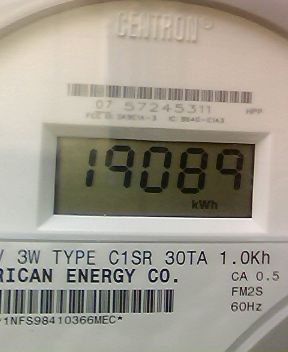 CENTRON
07 57245311
HPP
19089
kWh
V 3W TYPE C1SR 30TA 1.0Kh
RICAN ENERGY CO.
CA 0.5
FM2S
60Hz
1NFS98410366MEC*